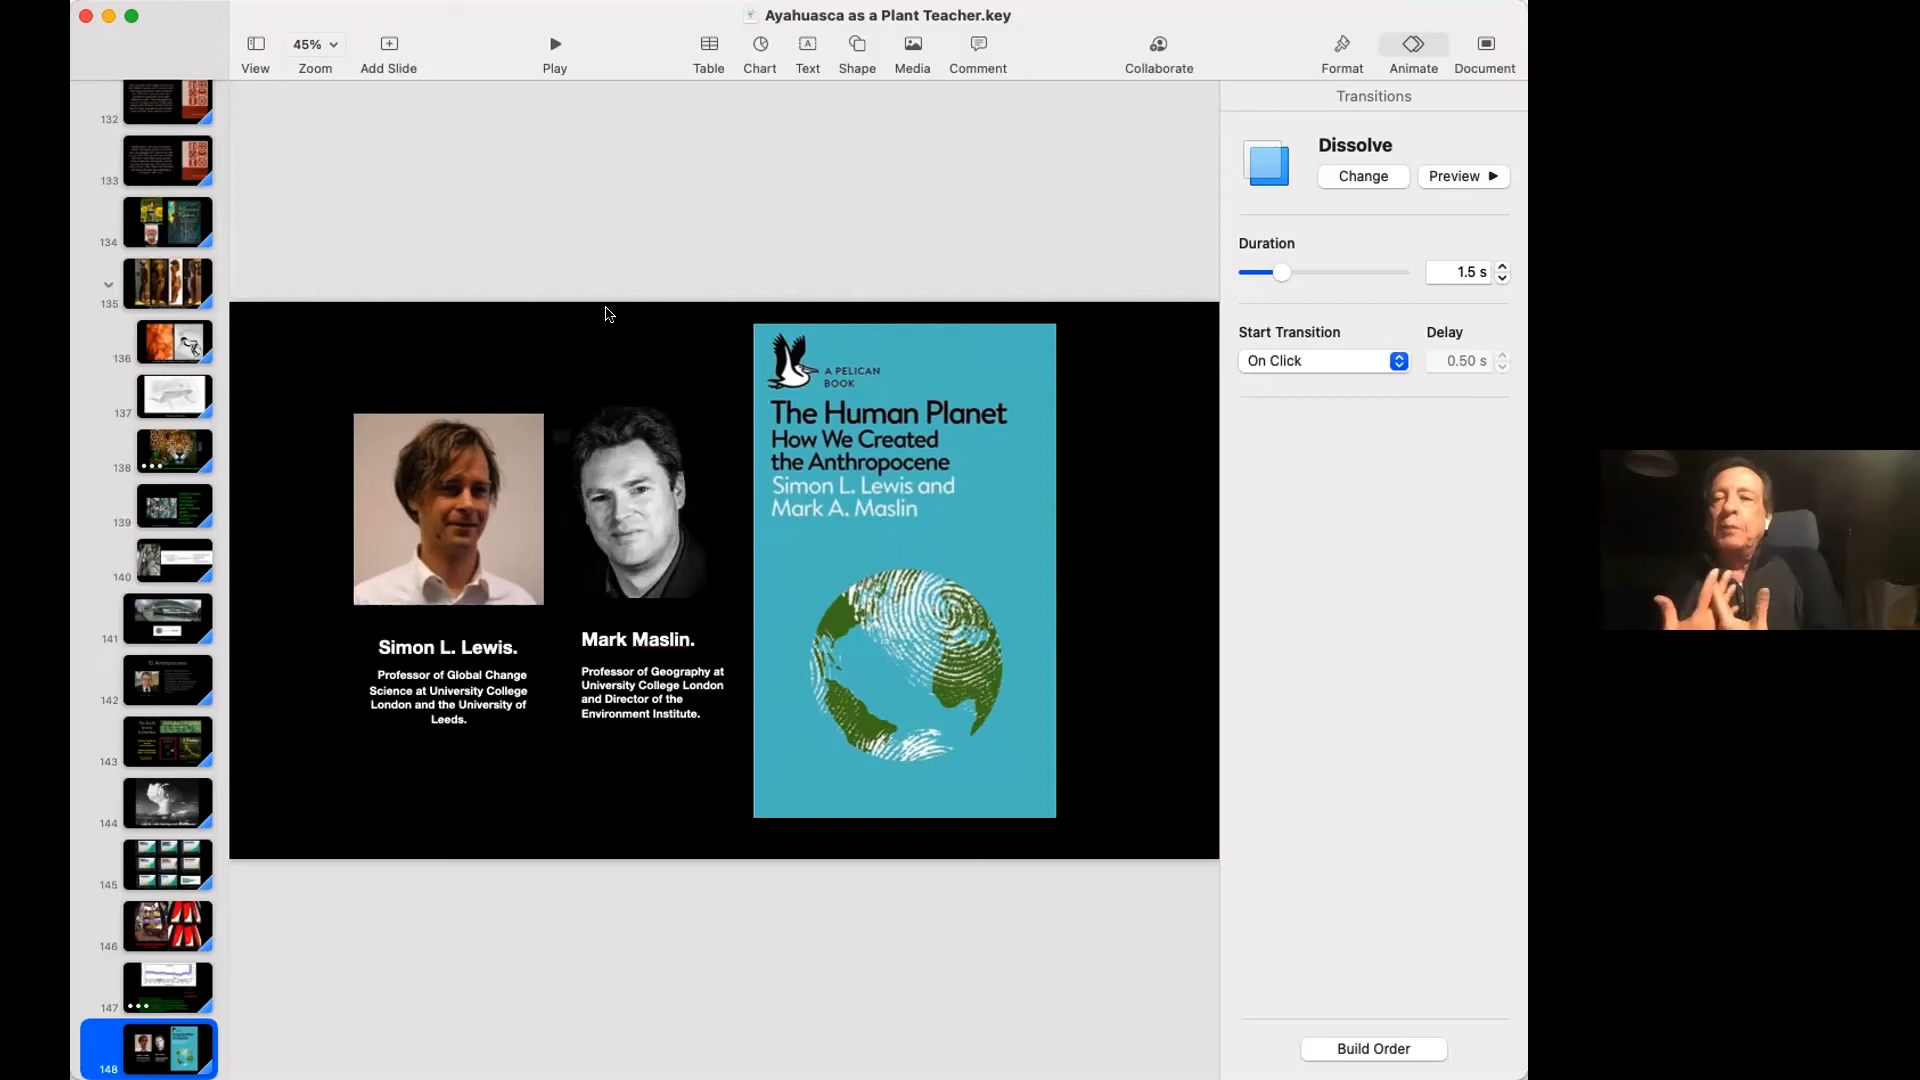 Ayahuasca as a Plant Teacher.key
45%
View
Zoom
Add Slide
Play
Table
Chart
Text
Shape
Media
Comment
Collaborate
Format
Animate
Document
132
133
134
135
136
137
138
139
140
141
142
143
144
145
146
147
148
A PELICAN
BOOK
The Human Planet
How We Created
the Anthropocene
Simon L. Lewis and
Mark A. Maslin
Simon L. Lewis.
Professor of Global Change
Science at University College
London and the University of
Leeds.
Mark Maslin.
Professor of Geography at
University College London
and Director of the
Environment Institute.
Transitions
Dissolve
Change
Preview
Duration
1.5 s
Start Transition
Delay
On Click
0.50 s
Build Order